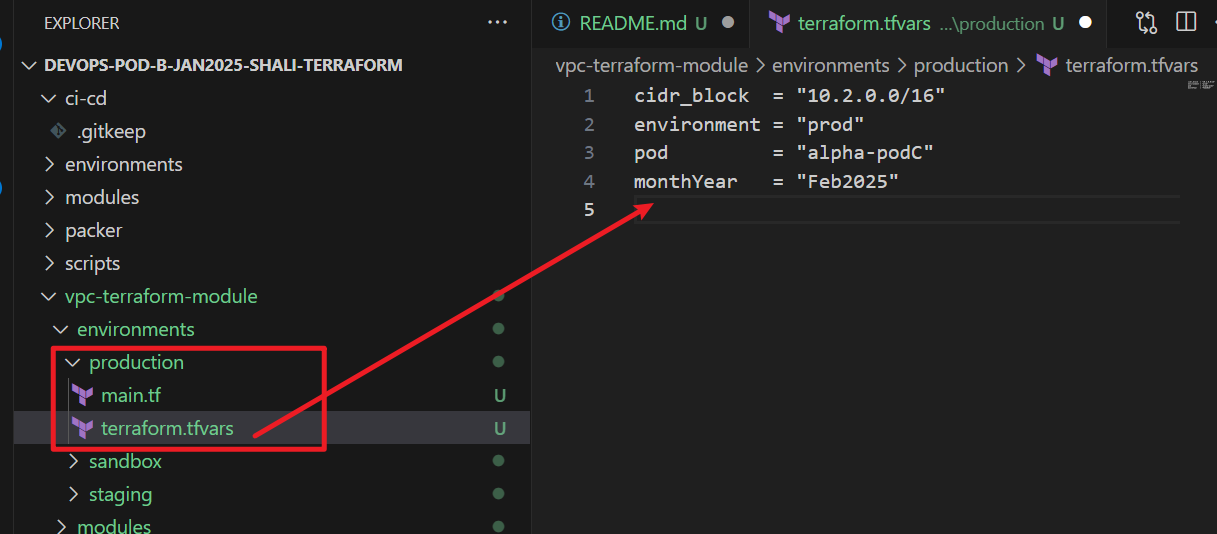 EXPLORER
...
DEVOPS-POD-B-JAN2025-SHALI-TERRAFORM
ci-cd
.gitkeep
environments
modules
packer
scripts
vpc-terraform-module
environments
production
main.tf U
terraform.tfvars U
sandbox
staging
modules
README.md U
terraform.tfvars ...\production U
vpc-terraform-module > environments > production > terraform.tfvars
1 cidr_block = "10.2.0.0/16"
2 environment = "prod"
3 pod = "alpha-podC"
4 monthYear = "Feb2025"
5